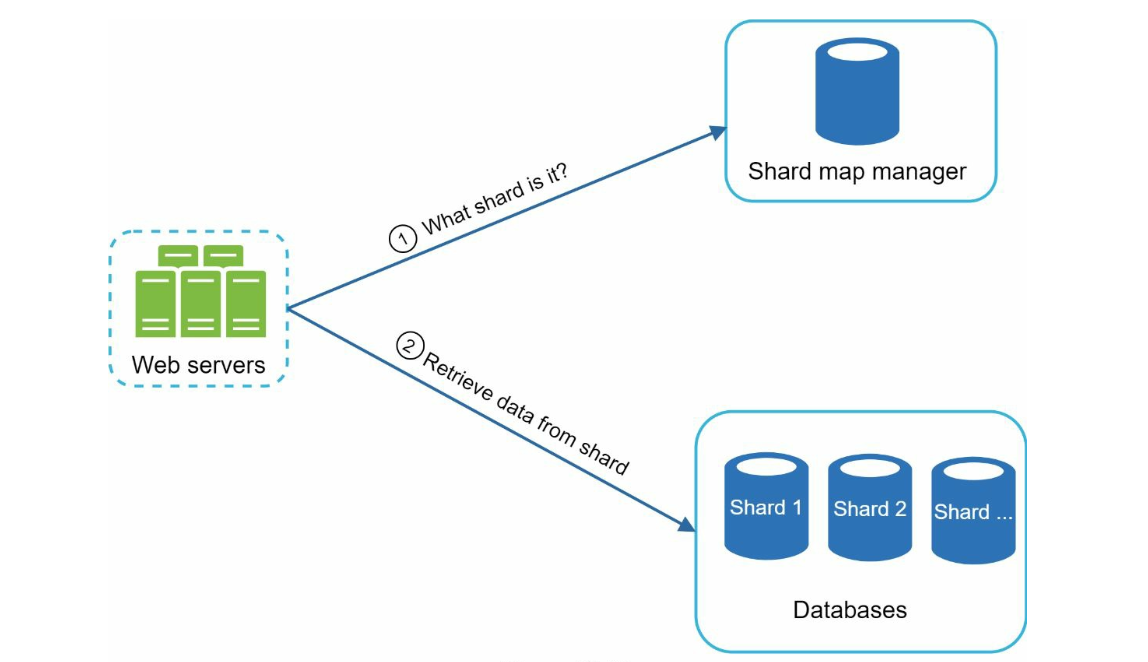 Shard map manager
1 What shard is it?
Web servers
2 Retrieve data from shard
Shard 1
Shard 2
Shard ...
Databases